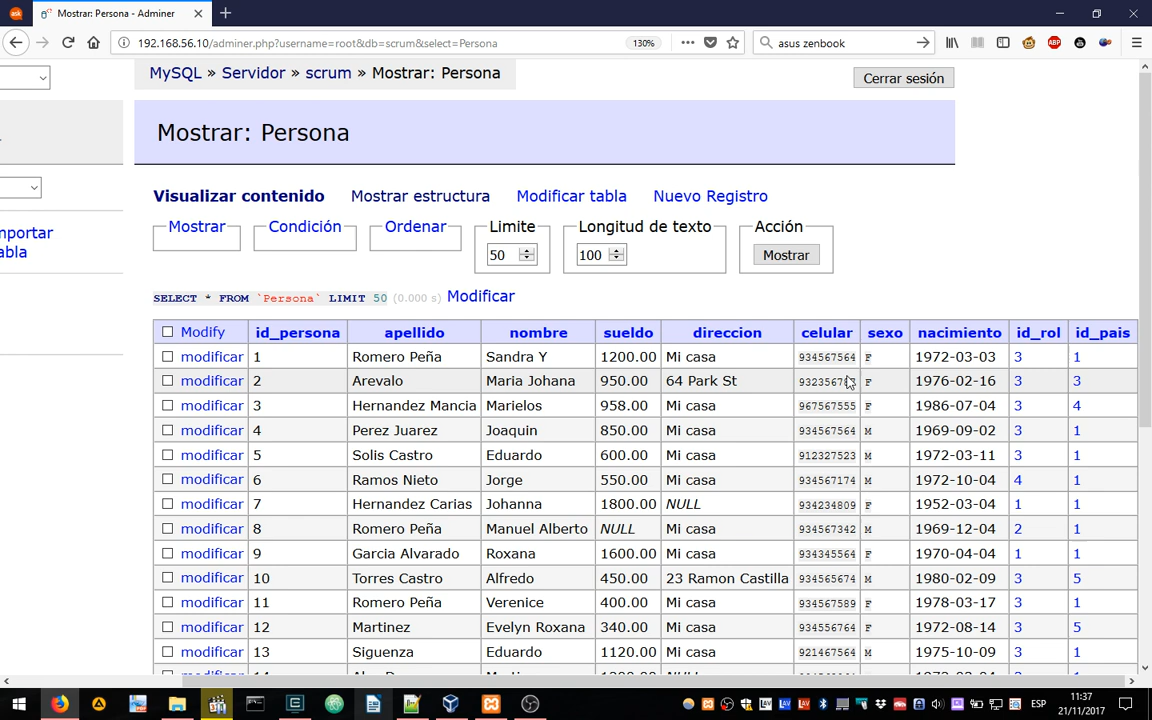 Mostrar: Persona - Adminer
192.168.56.10/adminer.php?username=root&db=scrum&select=Persona 130% asus zenbook
MySQL » Servidor » scrum » Mostrar: Persona Cerrar sesión
Mostrar: Persona
Visualizar contenido Mostrar estructura Modificar tabla Nuevo Registro
nportar
abla
Mostrar Condición Ordenar Limite Longitud de texto Acción
50 100 Mostrar
SELECT * FROM `Persona` LIMIT 50 (0.000 s) Modificar
Modify id_persona apellido nombre sueldo direccion celular sexo nacimiento id_rol id_pais
modificar 1 Romero Peña Sandra Y 1200.00 Mi casa 934567564 F 1972-03-03 3 1
modificar 2 Arevalo Maria Johana 950.00 64 Park St F 1976-02-16 3 3
modificar 3 Hernandez Mancia Marielos 958.00 Mi casa 967567555 F 1986-07-04 3 4
modificar 4 Perez Juarez Joaquin 850.00 Mi casa 934567564 M 1969-09-02 3 1
modificar 5 Solis Castro Eduardo 600.00 Mi casa 912327523 M 1972-03-11 3 1
modificar 6 Ramos Nieto Jorge 550.00 Mi casa 934567174 M 1972-10-04 4 1
modificar 7 Hernandez Carias Johanna 1800.00 NULL 934234809 F 1952-03-04 1 1
modificar 8 Romero Peña Manuel Alberto NULL Mi casa 934567342 M 1969-12-04 2 1
modificar 9 Garcia Alvarado Roxana 1600.00 Mi casa 934345564 F 1970-04-04 1 1
modificar 10 Torres Castro Alfredo 450.00 23 Ramon Castilla 934565674 M 1980-02-09 3 5
modificar 11 Romero Peña Verenice 400.00 Mi casa 934567589 F 1978-03-17 3 1
modificar 12 Martinez Evelyn Roxana 340.00 Mi casa 934556764 F 1972-08-14 3 5
modificar 13 Siguenza Eduardo 1120.00 Mi casa 921467564 M 1975-10-09 3 1
ESP 11:37
21/11/2017